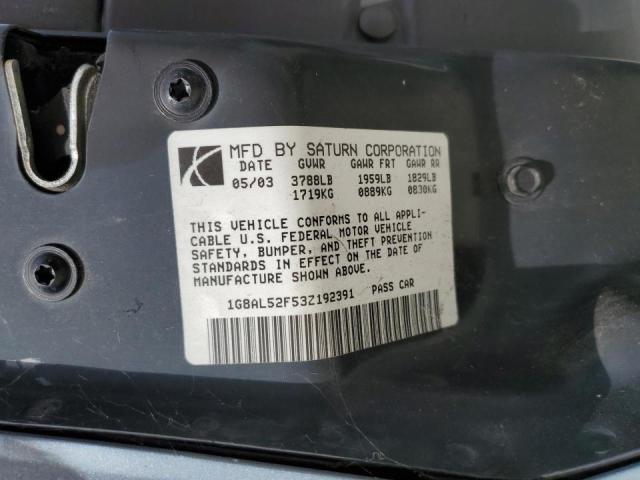 MFD BY SATURN CORPORATION
DATE GVWR GAWR FRT GAWR RR
05/03 3788LB 1959LB 1829LB
1719KG 0889KG 0830KG
THIS VEHICLE CONFORMS TO ALL APPLI-
CABLE U.S. FEDERAL MOTOR VEHICLE
SAFETY, BUMPER, AND THEFT PREVENTION
STANDARDS IN EFFECT ON THE DATE OF
MANUFACTURE SHOWN ABOVE.
1G8AL52F53Z192391 PASS CAR